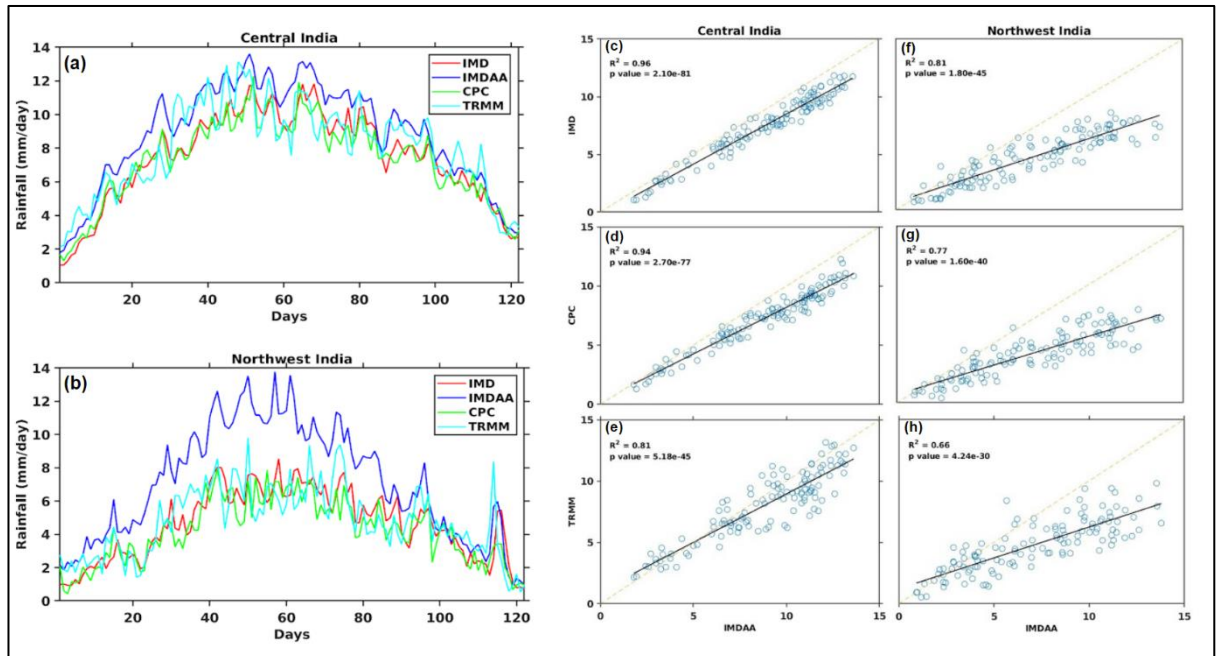 Central India
(a)
IMD
IMDAA
CPC
TRMM
Rainfall (mm/day)
14
12
10
8
6
4
2
0
0 20 40 60 80 100 120
Days
Northwest India
(b)
IMD
IMDAA
CPC
TRMM
Rainfall (mm/day)
14
12
10
8
6
4
2
0
0 20 40 60 80 100 120
Days
Central India
(c)
R² = 0.96
p value = 2.10e-81
IMD
15
10
5
0
Northwest India
(f)
R² = 0.81
p value = 1.80e-45
(d)
R² = 0.94
p value = 2.70e-77
CPC
15
10
5
0
(g)
R² = 0.77
p value = 1.60e-40
(e)
R² = 0.81
p value = 5.18e-45
TRMM
15
10
5
0
0 5 10 15
IMDAA
(h)
R² = 0.66
p value = 4.24e-30
0 5 10 15
IMDAA